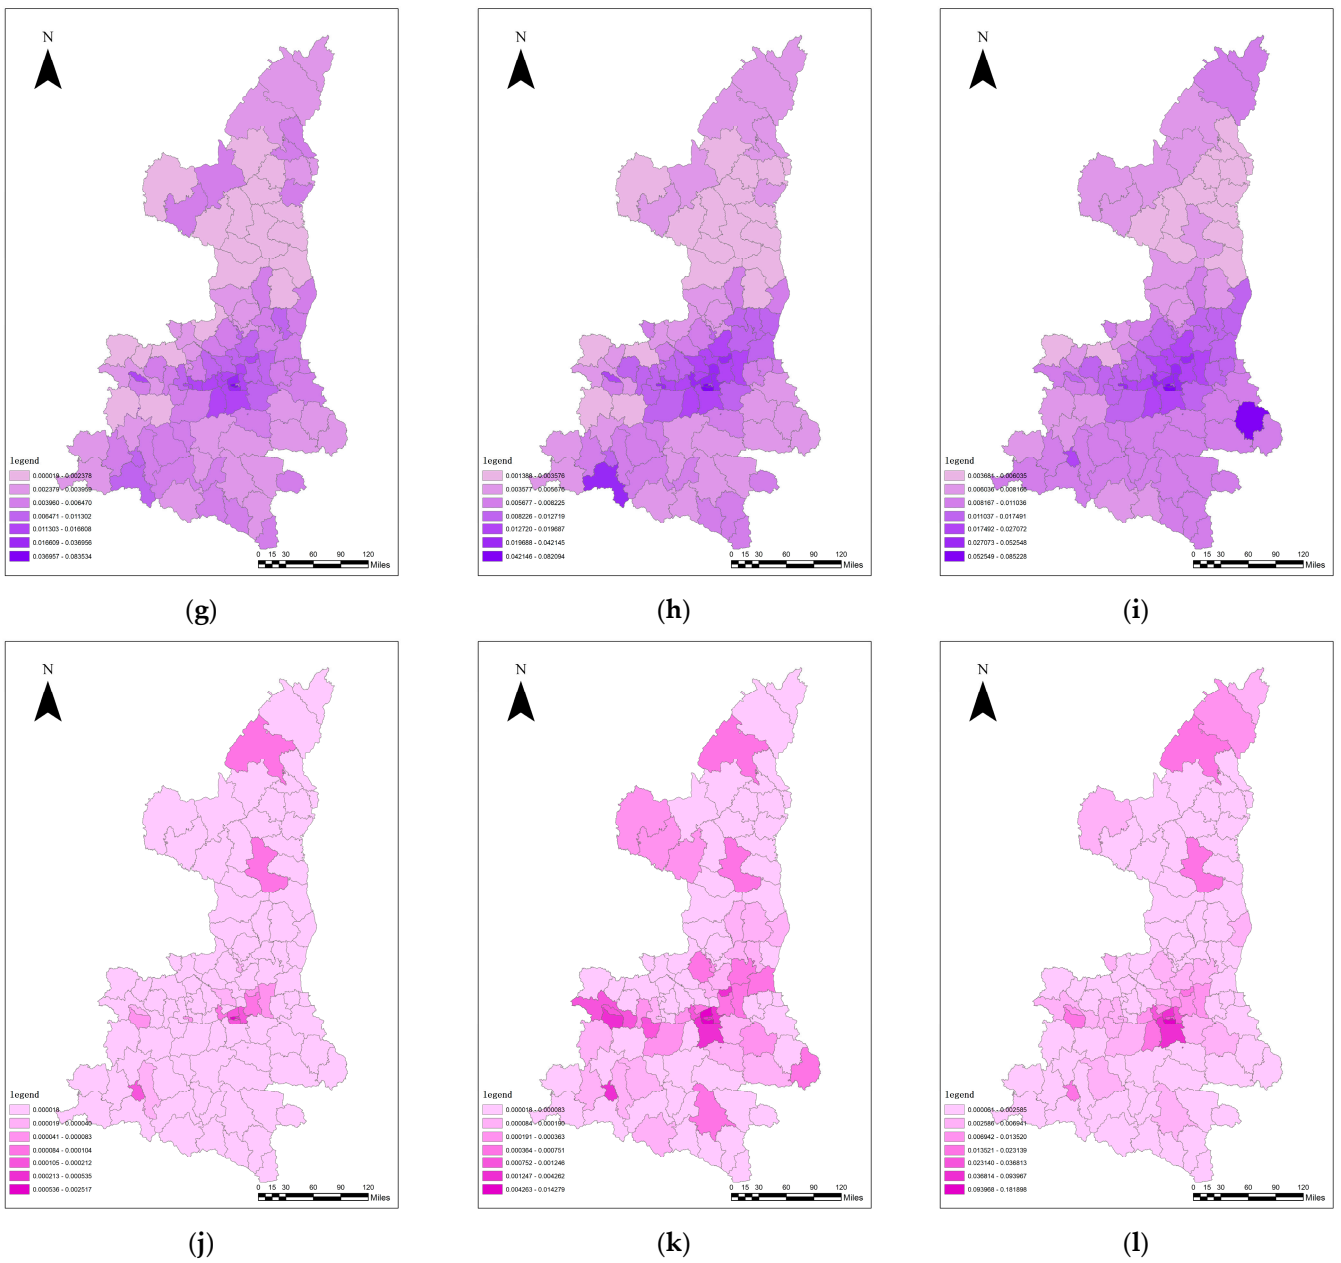 N
legend
0.000019 - 0.002378
0.002379 - 0.003959
0.003960 - 0.006470
0.006471 - 0.011302
0.011303 - 0.016608
0.016609 - 0.036956
0.036957 - 0.083534
0 15 30 60 90 120
Miles
(g)
N
legend
0.001388 - 0.003576
0.003577 - 0.005676
0.005677 - 0.008225
0.008226 - 0.012719
0.012720 - 0.019687
0.019688 - 0.042145
0.042146 - 0.082094
0 15 30 60 90 120
Miles
(h)
N
legend
0.003684 - 0.006035
0.006036 - 0.008166
0.008167 - 0.011036
0.011037 - 0.017491
0.017492 - 0.027072
0.027073 - 0.052548
0.052549 - 0.085228
0 15 30 60 90 120
Miles
(i)
N
legend
0.000018
0.000019 - 0.000040
0.000041 - 0.000083
0.000084 - 0.000104
0.000105 - 0.000212
0.000213 - 0.000535
0.000536 - 0.002517
0 15 30 60 90 120
Miles
(j)
N
legend
0.000018 - 0.000083
0.000084 - 0.000190
0.000191 - 0.000363
0.000364 - 0.000751
0.000752 - 0.001246
0.001247 - 0.004262
0.004263 - 0.014279
0 15 30 60 90 120
Miles
(k)
N
legend
0.000061 - 0.002585
0.002586 - 0.006941
0.006942 - 0.013520
0.013521 - 0.023139
0.023140 - 0.036813
0.036814 - 0.093967
0.093968 - 0.181898
0 15 30 60 90 120
Miles
(l)